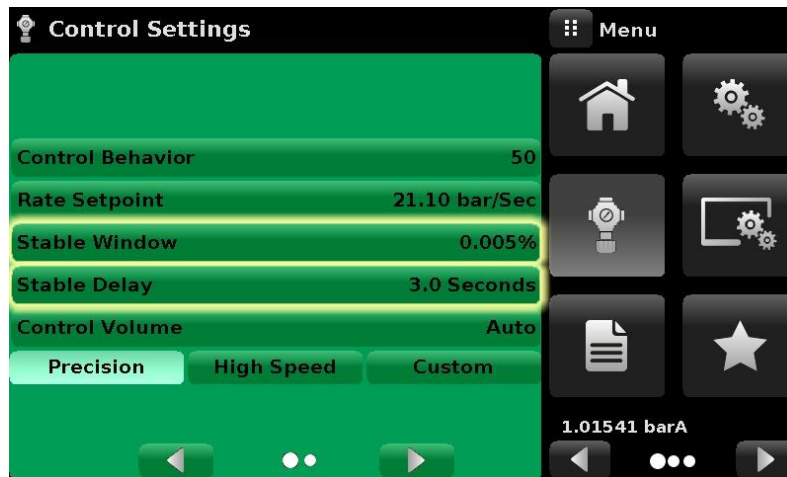 Control Settings
Menu
Control Behavior 50
Rate Setpoint 21.10 bar/Sec
Stable Window 0.005%
Stable Delay 3.0 Seconds
Control Volume Auto
Precision High Speed Custom
1.01541 barA